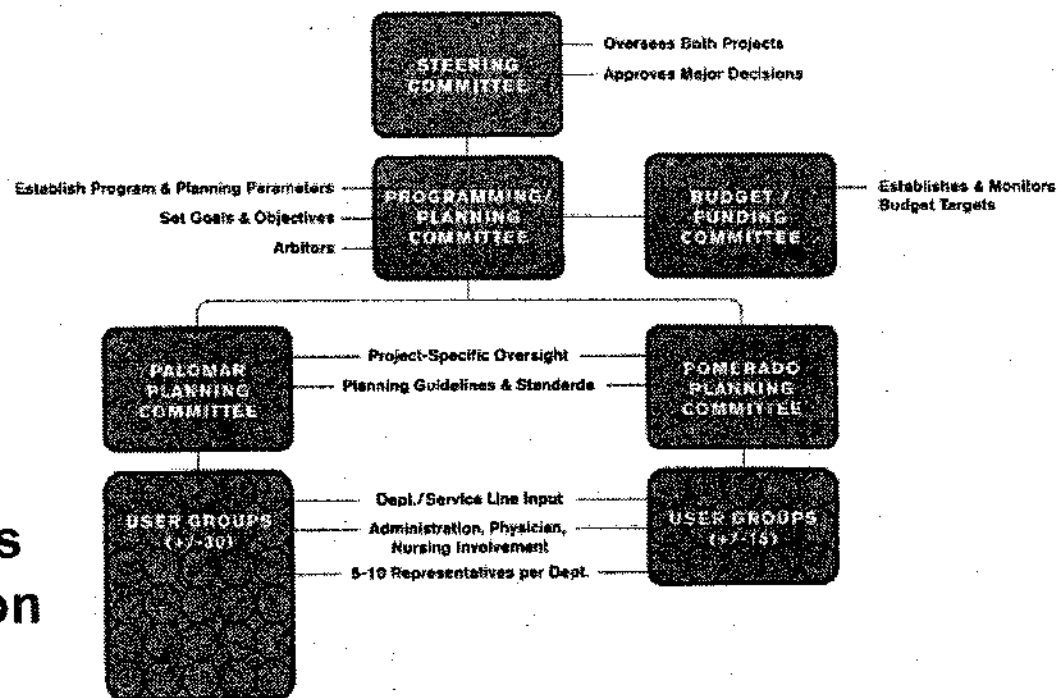 Oversees Both Projects
STEERING
COMMITTEE
Approves Major Decisions
Establish Program & Planning Parameters
Set Goals & Objectives
Arbitors
PROGRAMMING/
PLANNING
COMMITTEE
BUDGET /
FUNDING
COMMITTEE
Establishes & Monitors
Budget Targets
PALOMAR
PLANNING
COMMITTEE
Project-Specific Oversight
Planning Guidelines & Standards
POMERADO
PLANNING
COMMITTEE
USER GROUPS
(+/-30)
Dept./Service Line Input
Administration, Physician,
Nursing Involvement
5-10 Representatives per Dept.
USER GROUPS
(+/-15)
s
on